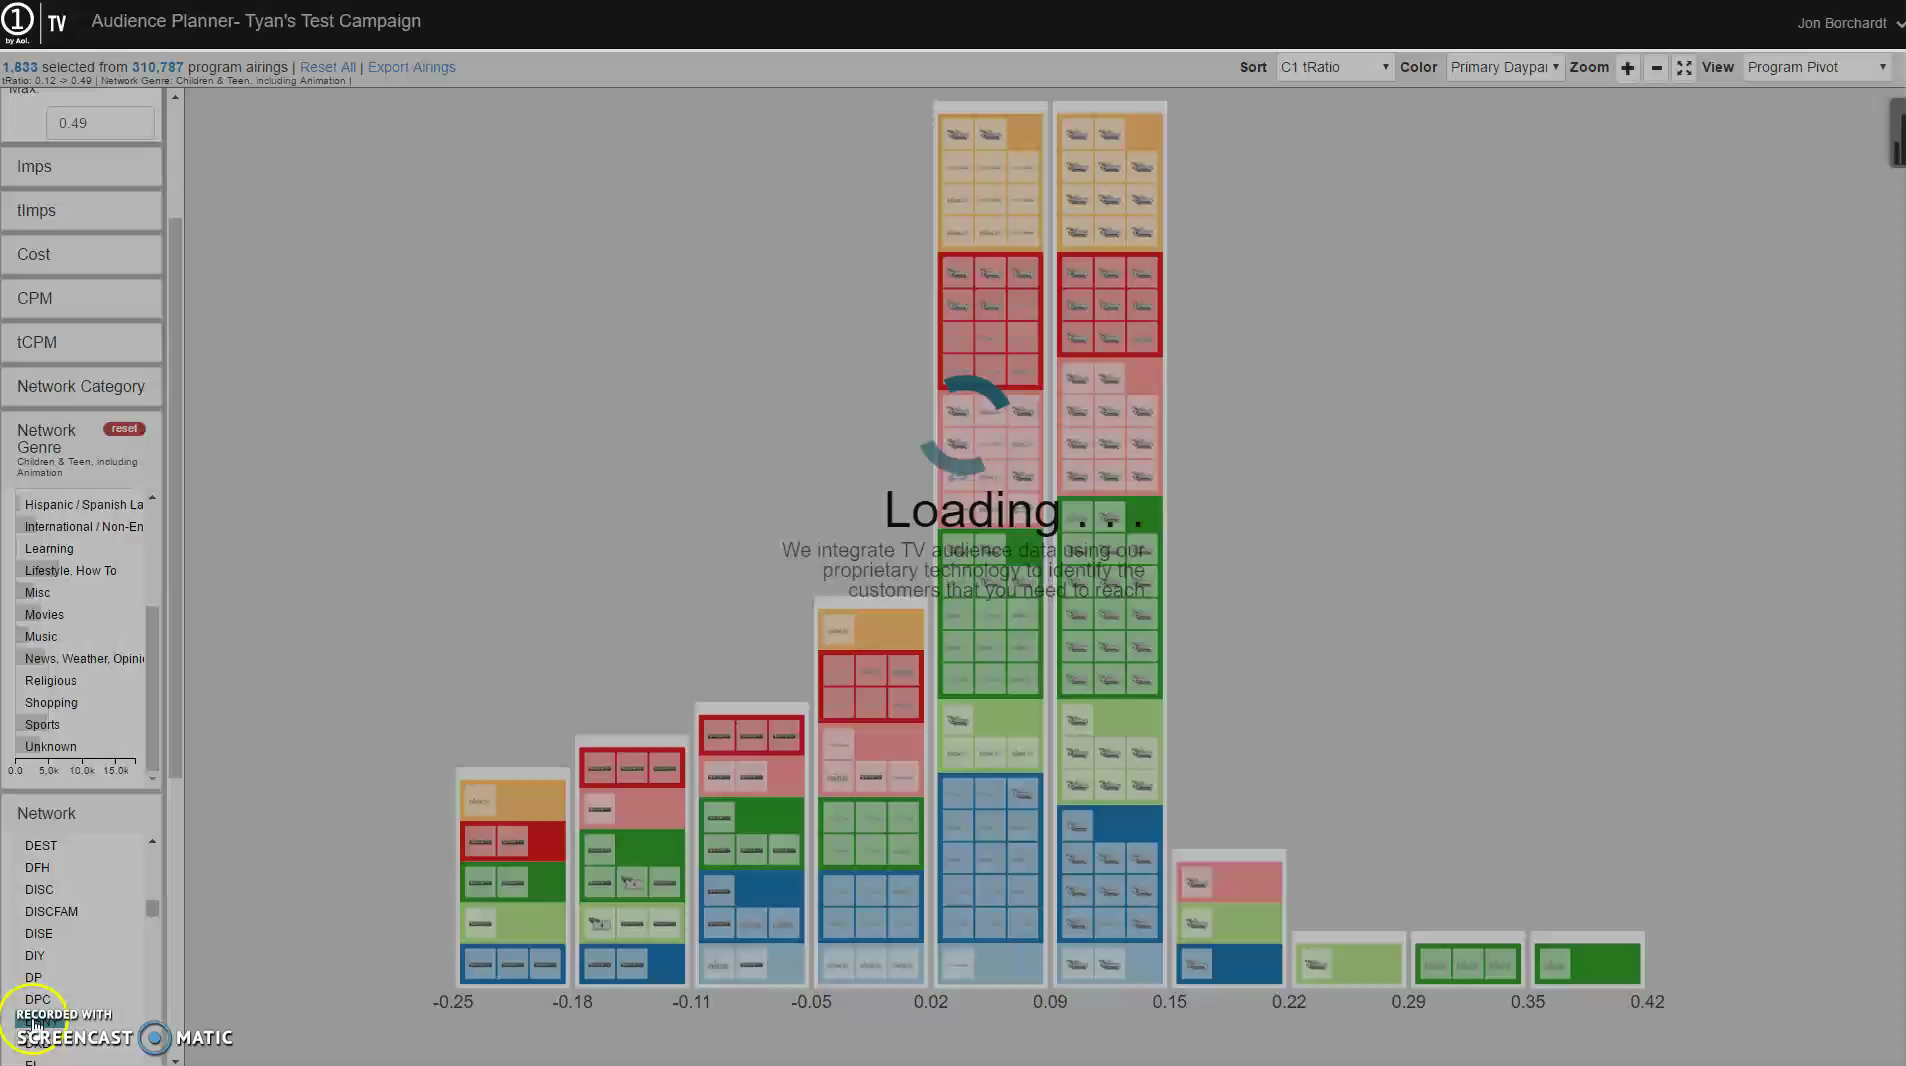 1 TV
by Aol.
Audience Planner- Tyan's Test Campaign
Jon Borchardt
1,833 selected from 310,787 program airings | Reset All | Export Airings
tRatio: 0.12 -> 0.49 | Network Genre: Children & Teen, including Animation |
Sort C1 tRatio Color Primary Daypar Zoom + - View Program Pivot
Max.
0.49
Imps
tImps
Cost
CPM
tCPM
Network Category
Network Genre reset
Children & Teen, including
Animation
Hispanic / Spanish La
International / Non-En
Learning
Lifestyle, How To
Misc
Movies
Music
News, Weather, Opini
Religious
Shopping
Sports
Unknown
0.0 5.0k 10.0k 15.0k
Network
DEST
DFH
DISC
DISCFAM
DISE
DIY
DP
DPC
RECORDED WITH
SCREENCAST MATIC
Loading . . .
We integrate TV audience data using our
proprietary technology to identify the
customers that you need to reach
-0.25 -0.18 -0.11 -0.05 0.02 0.09 0.15 0.22 0.29 0.35 0.42